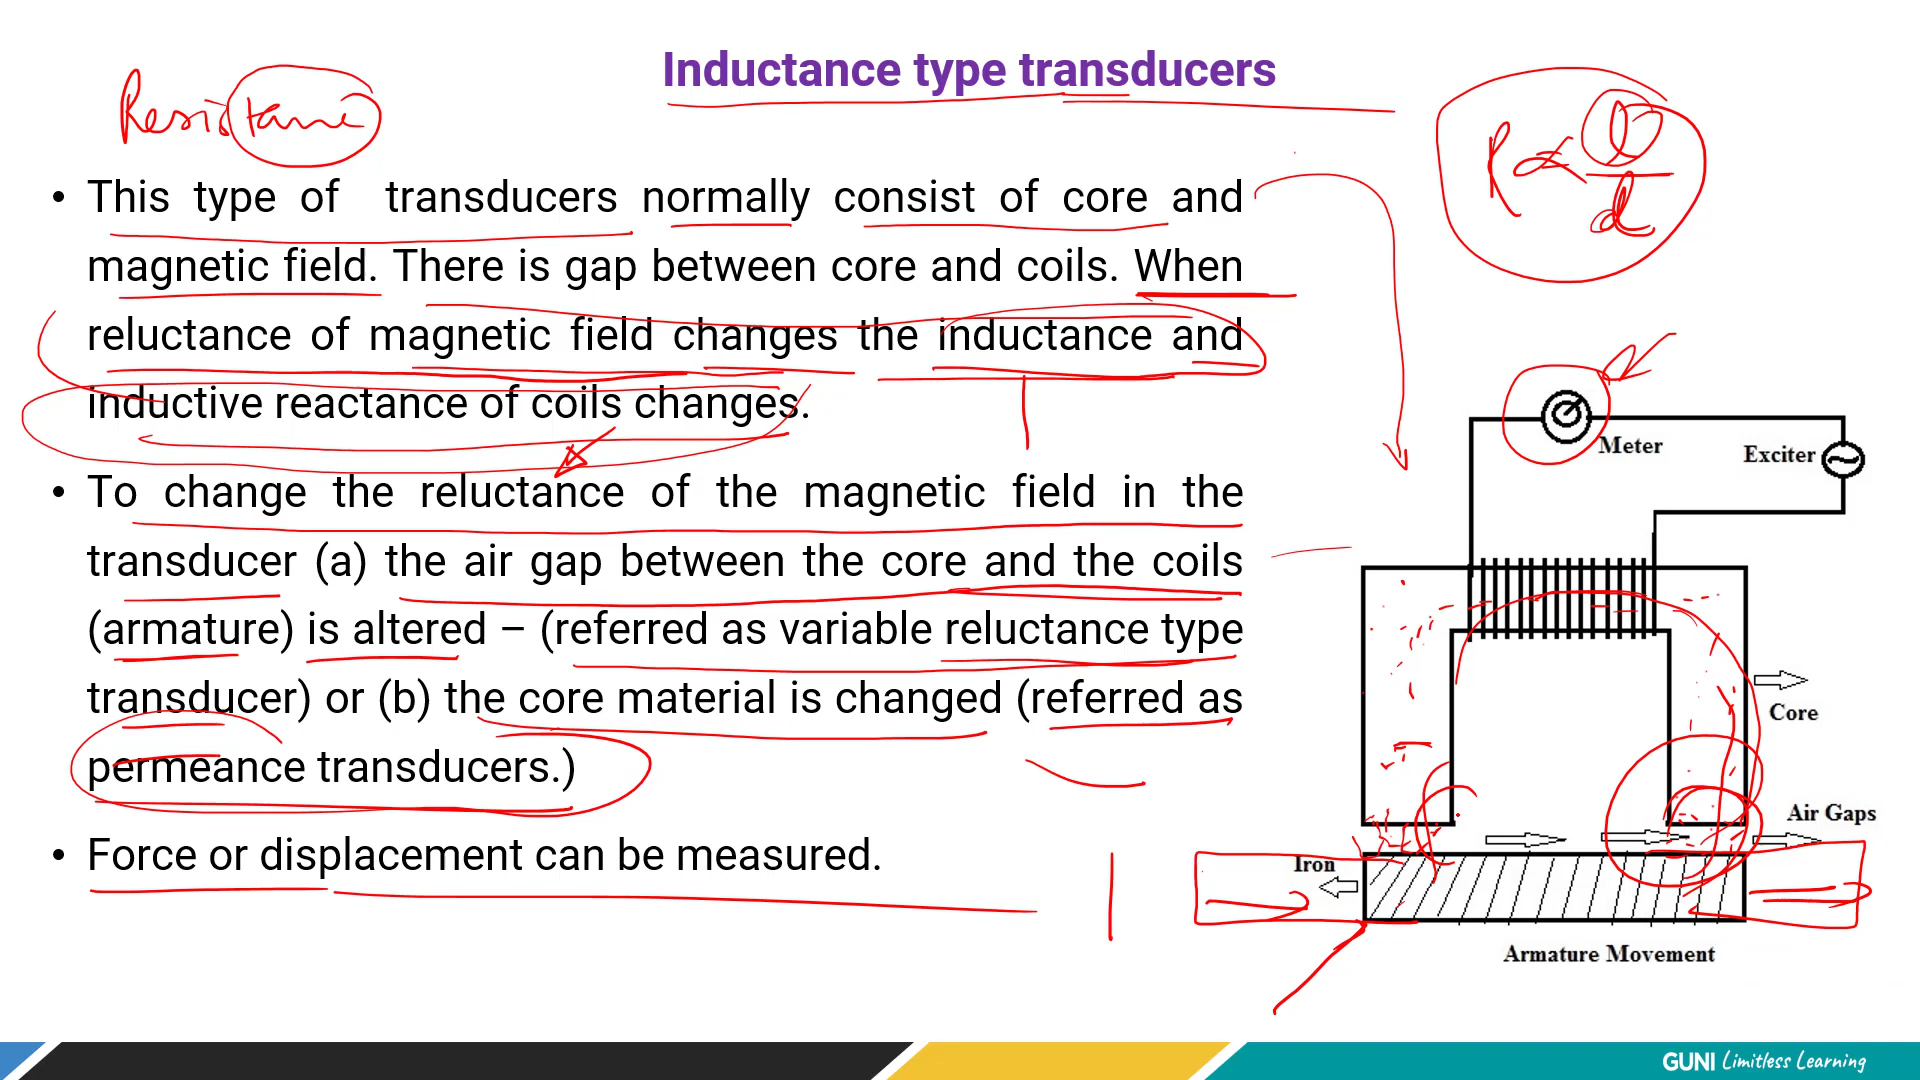 Inductance type transducers
Resistance
R ∝ l / d
• This type of transducers normally consist of core and
magnetic field. There is gap between core and coils. When
reluctance of magnetic field changes the inductance and
inductive reactance of coils changes.
• To change the reluctance of the magnetic field in the
transducer (a) the air gap between the core and the coils
(armature) is altered – (referred as variable reluctance type
transducer) or (b) the core material is changed (referred as
permeance transducers.)
• Force or displacement can be measured.
Meter
Exciter
Core
Air Gaps
Iron
Armature Movement
GUNI Limitless Learning